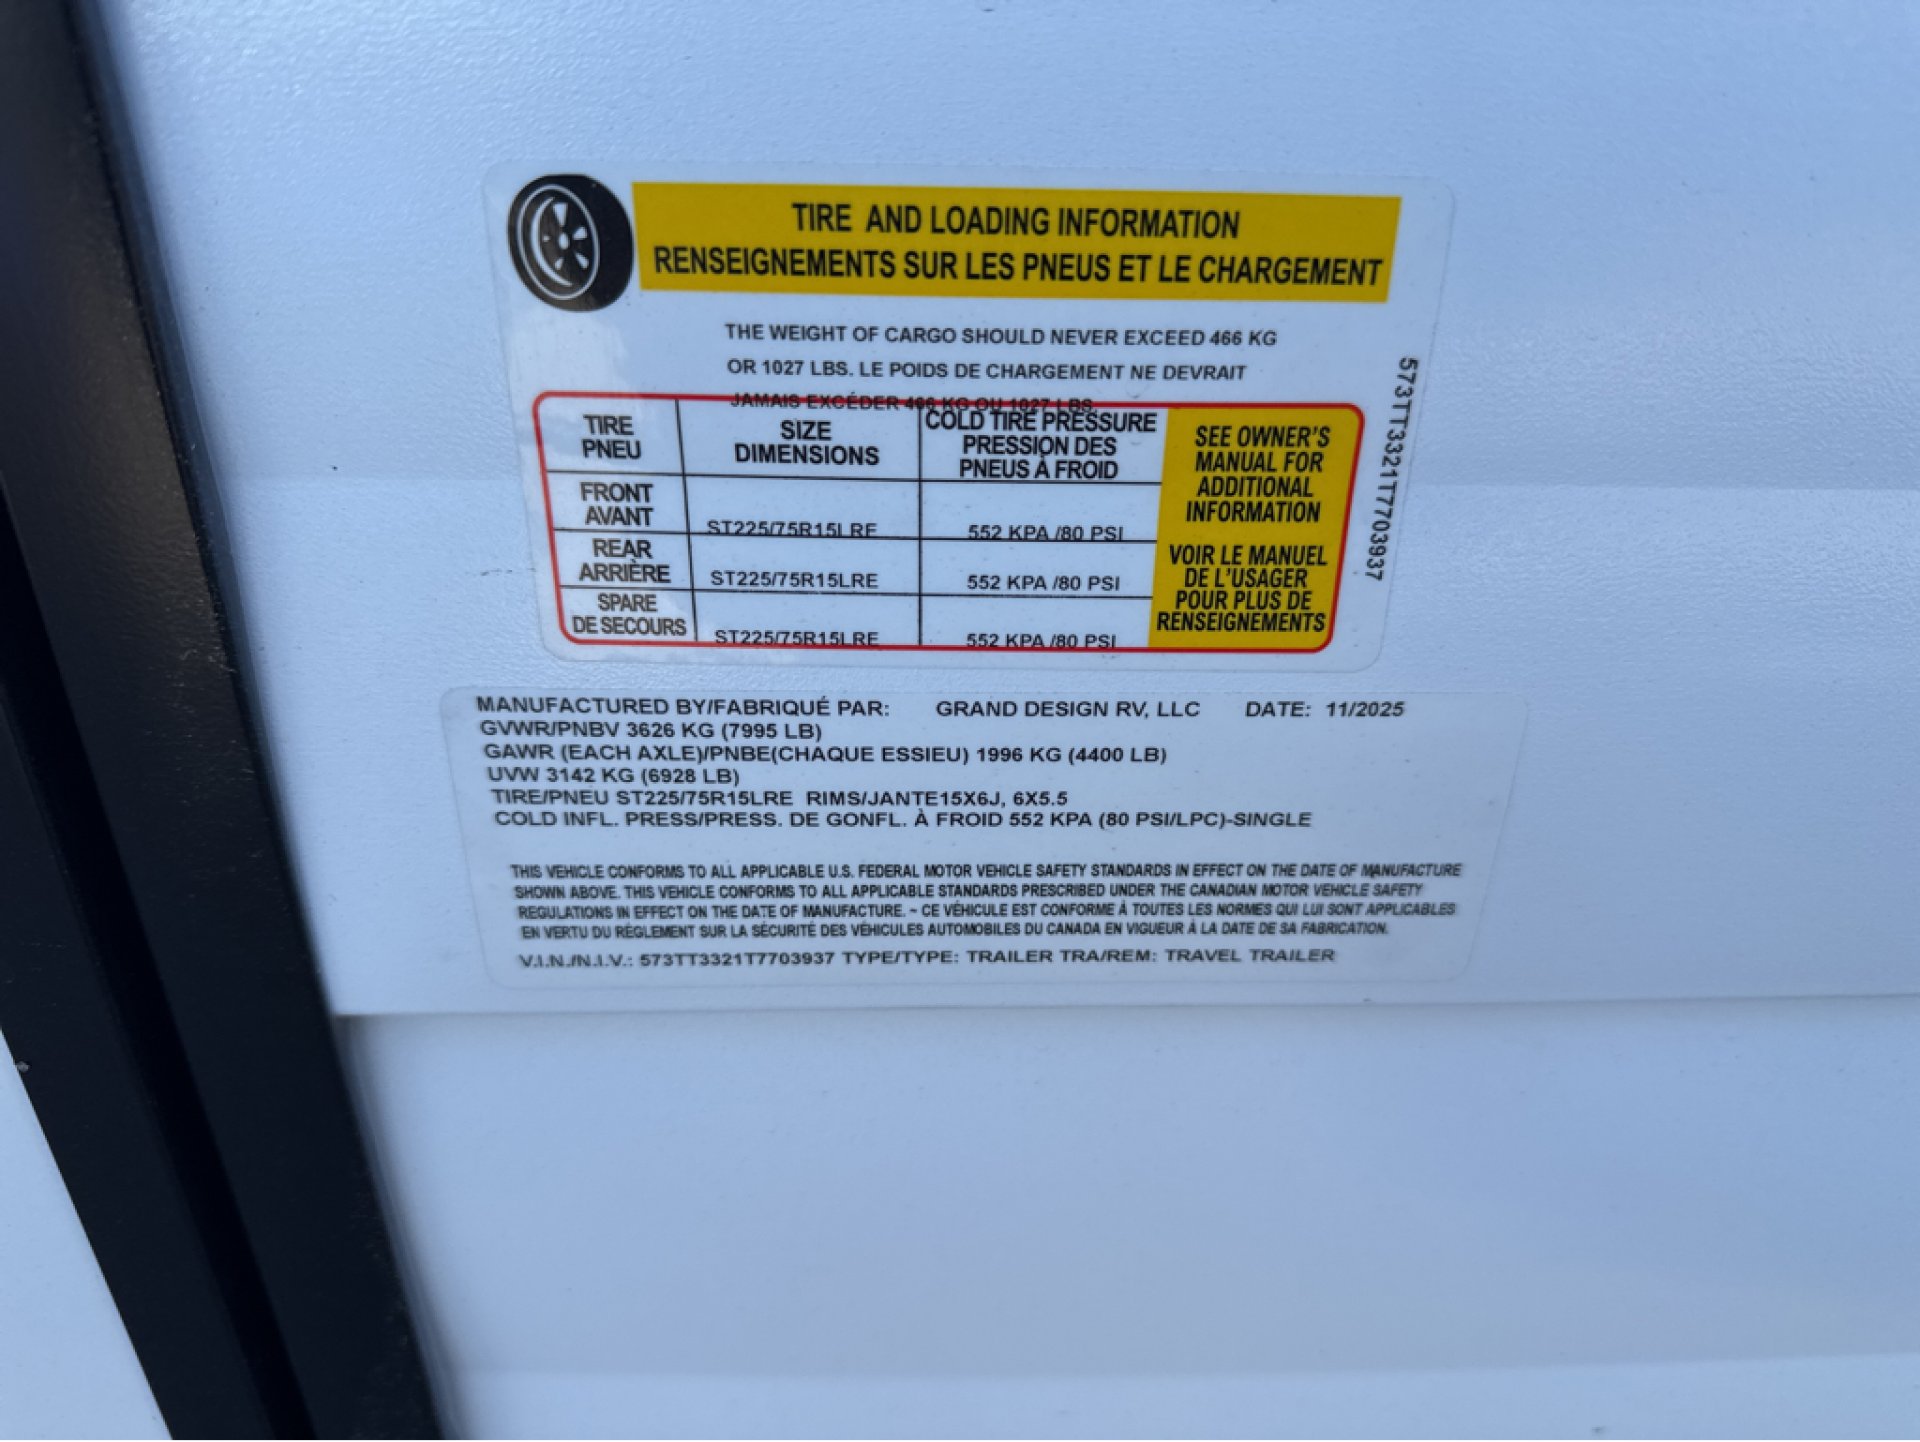 TIRE AND LOADING INFORMATION
RENSEIGNEMENTS SUR LES PNEUS ET LE CHARGEMENT
THE WEIGHT OF CARGO SHOULD NEVER EXCEED 466 KG
OR 1027 LBS. LE POIDS DE CHARGEMENT NE DEVRAIT
JAMAIS EXCÉDER 466 KG OU 1027 LBS.
TIRE
PNEU
SIZE
DIMENSIONS
COLD TIRE PRESSURE
PRESSION DES
PNEUS À FROID
FRONT
AVANT
ST225/75R15LRE
552 KPA /80 PSI
REAR
ARRIÈRE
ST225/75R15LRE
552 KPA /80 PSI
SPARE
DE SECOURS
ST225/75R15LRE
552 KPA /80 PSI
SEE OWNER'S
MANUAL FOR
ADDITIONAL
INFORMATION
VOIR LE MANUEL
DE L'USAGER
POUR PLUS DE
RENSEIGNEMENTS
573TT3321T7703937
MANUFACTURED BY/FABRIQUÉ PAR: GRAND DESIGN RV, LLC DATE: 11/2025
GVWR/PNBV 3626 KG (7995 LB)
GAWR (EACH AXLE)/PNBE(CHAQUE ESSIEU) 1996 KG (4400 LB)
UVW 3142 KG (6928 LB)
TIRE/PNEU ST225/75R15LRE RIMS/JANTE15X6J, 6X5.5
COLD INFL. PRESS/PRESS. DE GONFL. À FROID 552 KPA (80 PSI/LPC)-SINGLE
THIS VEHICLE CONFORMS TO ALL APPLICABLE U.S. FEDERAL MOTOR VEHICLE SAFETY STANDARDS IN EFFECT ON THE DATE OF MANUFACTURE
SHOWN ABOVE. THIS VEHICLE CONFORMS TO ALL APPLICABLE STANDARDS PRESCRIBED UNDER THE CANADIAN MOTOR VEHICLE SAFETY
REGULATIONS IN EFFECT ON THE DATE OF MANUFACTURE. ~ CE VÉHICULE EST CONFORME À TOUTES LES NORMES QUI LUI SONT APPLICABLES
EN VERTU DU RÈGLEMENT SUR LA SÉCURITÉ DES VÉHICULES AUTOMOBILES DU CANADA EN VIGUEUR À LA DATE DE SA FABRICATION.
V.I.N./N.I.V.: 573TT3321T7703937 TYPE/TYPE: TRAILER TRA/REM: TRAVEL TRAILER